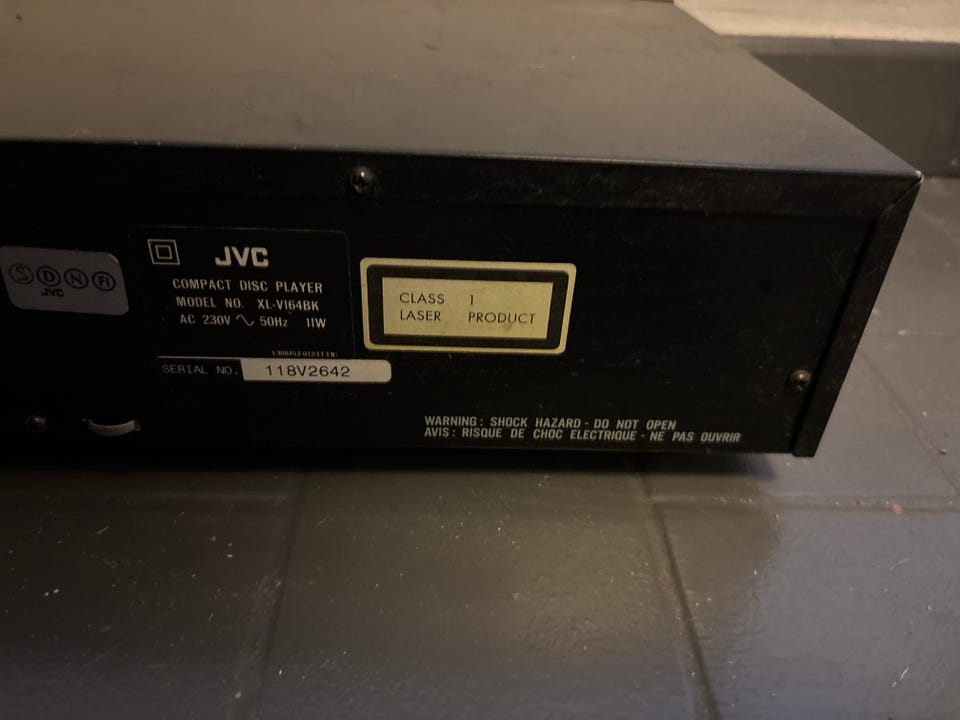 S D N FI
JVC
JVC
COMPACT DISC PLAYER
MODEL NO. XL-V164BK
AC 230V ∿ 50Hz 11W
SERIAL NO. 118V2642
CLASS 1
LASER PRODUCT
WARNING : SHOCK HAZARD - DO NOT OPEN
AVIS : RISQUE DE CHOC ELECTRIQUE - NE PAS OUVRIR